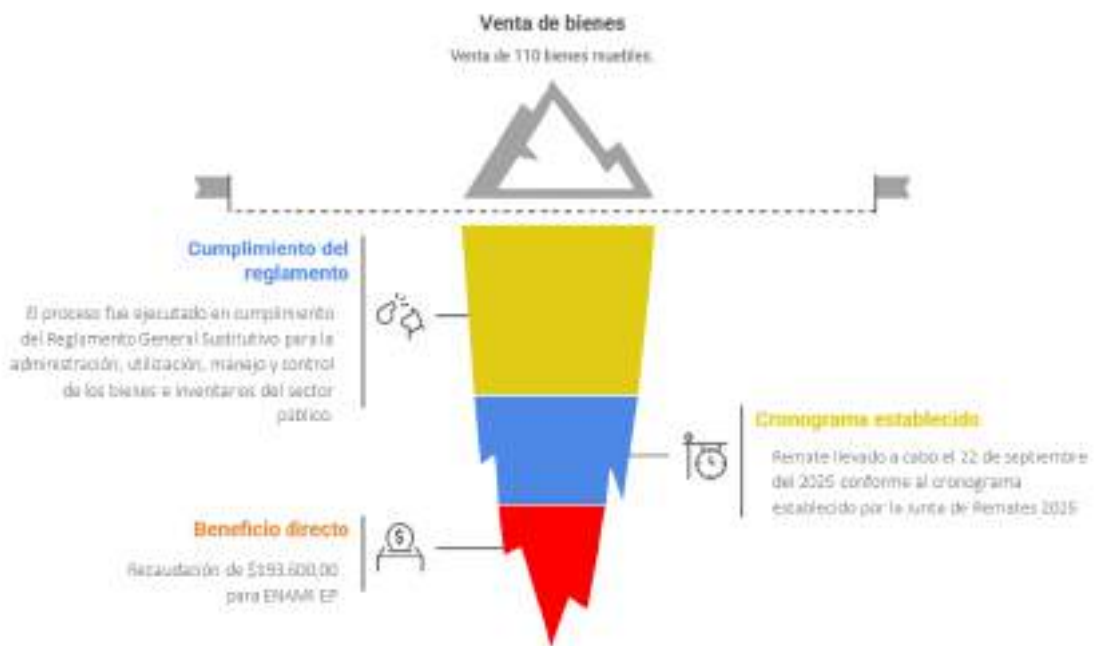 Venta de bienes
Venta de 110 bienes muebles.
Cumplimiento del
reglamento
El proceso fue ejecutado en cumplimiento
del Reglamento General Sustitutivo para la
administración, utilización, manejo y control
de los bienes e inventarios del sector
público.
Cronograma establecido
Remate llevado a cabo el 22 de septiembre
del 2025 conforme al cronograma
establecido por la Junta de Remates 2025
Beneficio directo
Recaudación de $193.600,00
para ENAMI EP
$